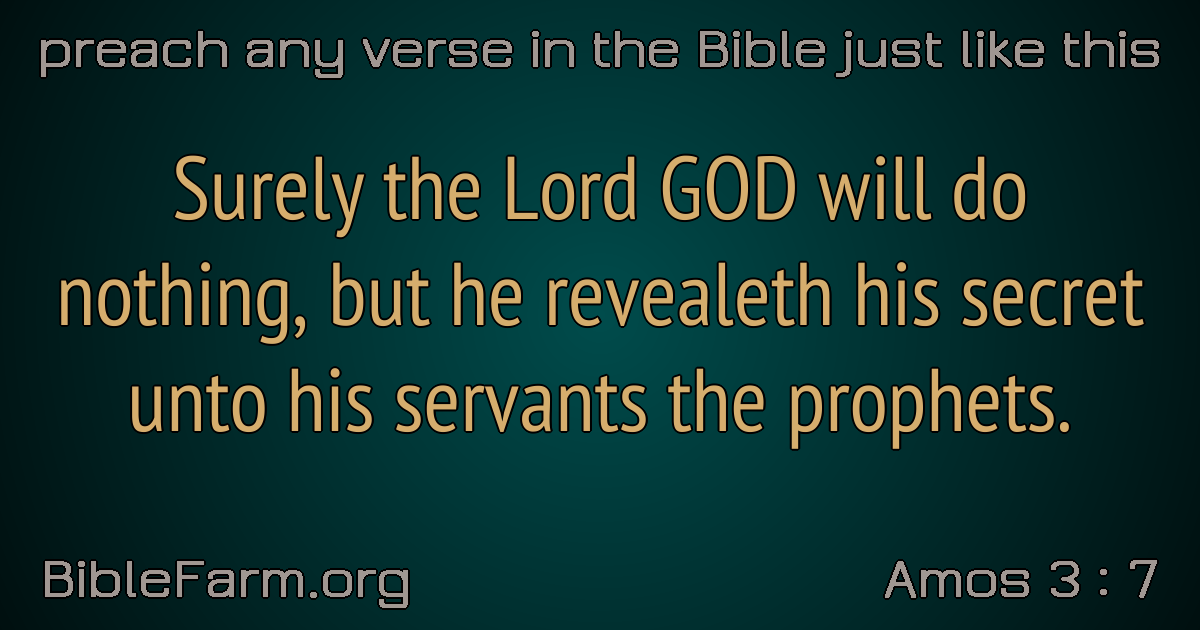 preach any verse in the Bible just like this
Surely the Lord GOD will do
nothing, but he revealeth his secret
unto his servants the prophets.
BibleFarm.org
Amos 3 : 7